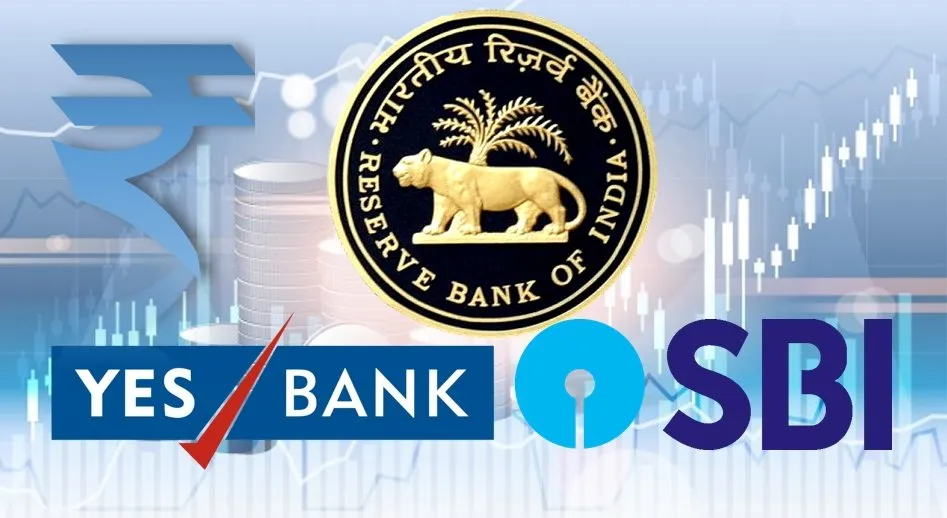 ₹
भारतीय रिज़र्व बैंक
RESERVE BANK OF INDIA
YES BANK
SBI